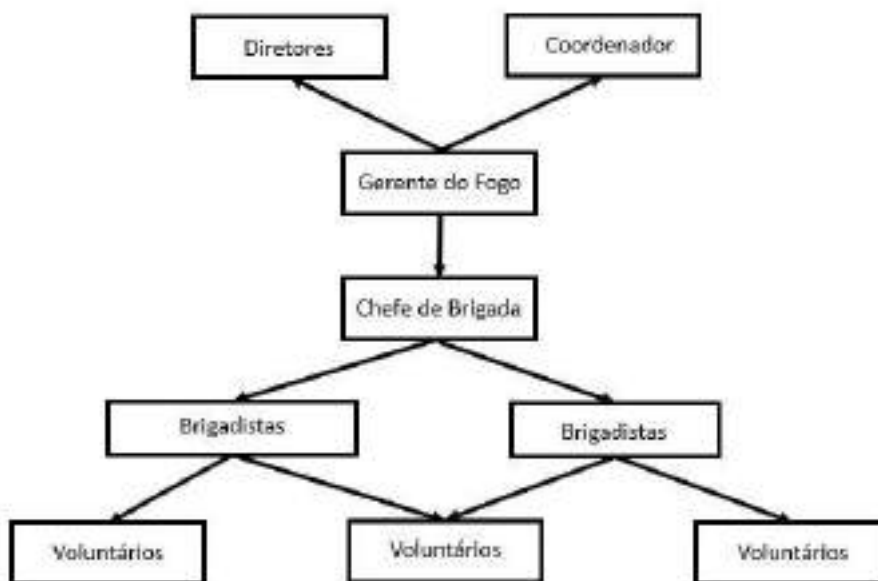 Diretores
Coordenador
Gerente do Fogo
Chefe de Brigada
Brigadistas
Brigadistas
Voluntários
Voluntários
Voluntários